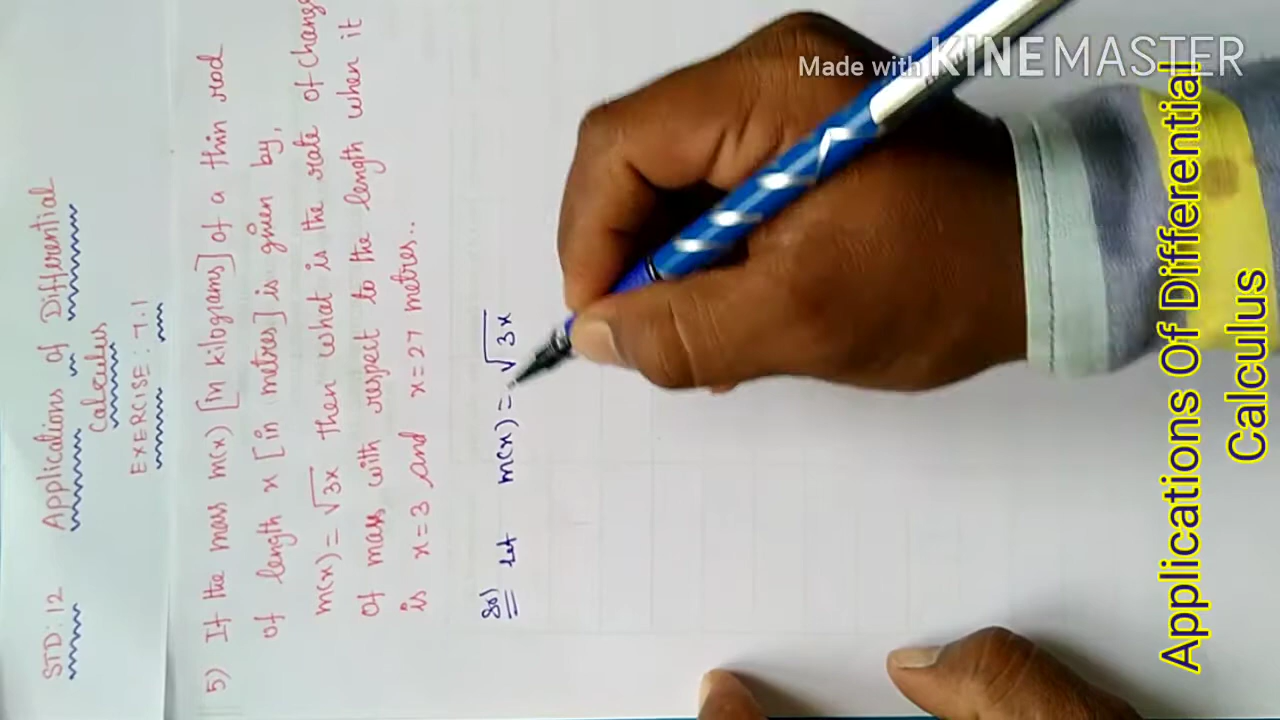 STD: 12 Applications of Differential
Calculus
EXERCISE: 7.1
5) If the mass m(x) [In kilograms] of a thin rod
of length x [in metres] is given by,
m(x) = √3x then what is the rate of change
of mass with respect to the length when it
is x=3 and x=27 metres..
Sol Let m(x) = √3x
Made with KINEMASTER
Applications Of Differential
Calculus